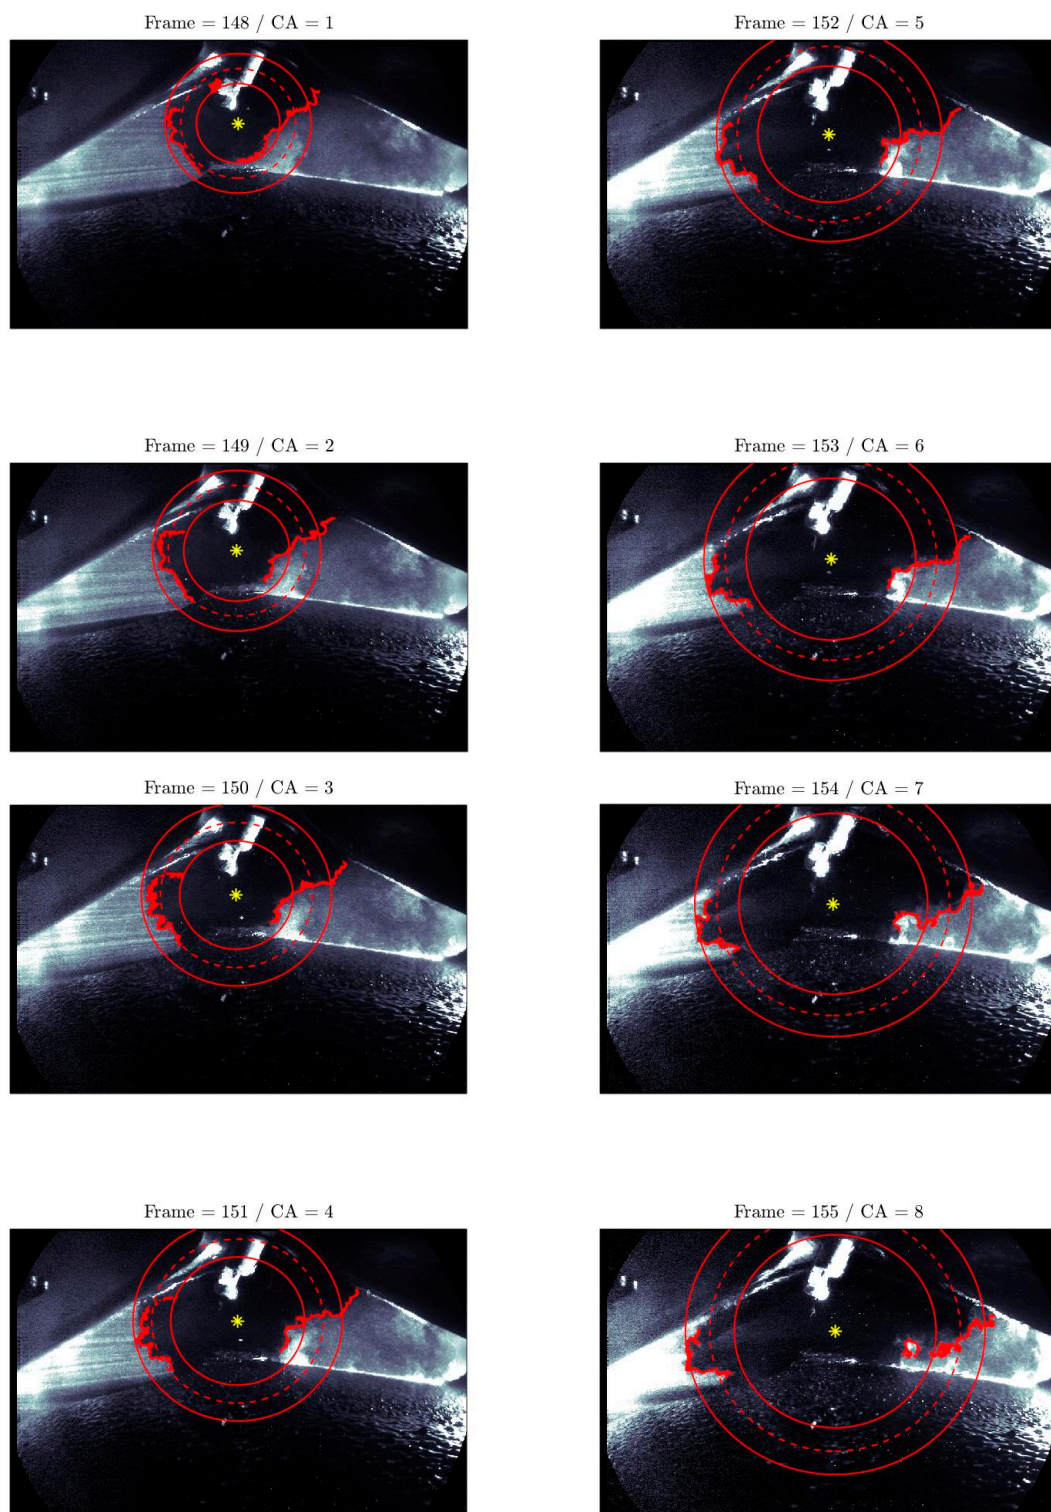 Frame = 148 / CA = 1
Frame = 152 / CA = 5
Frame = 149 / CA = 2
Frame = 153 / CA = 6
Frame = 150 / CA = 3
Frame = 154 / CA = 7
Frame = 151 / CA = 4
Frame = 155 / CA = 8